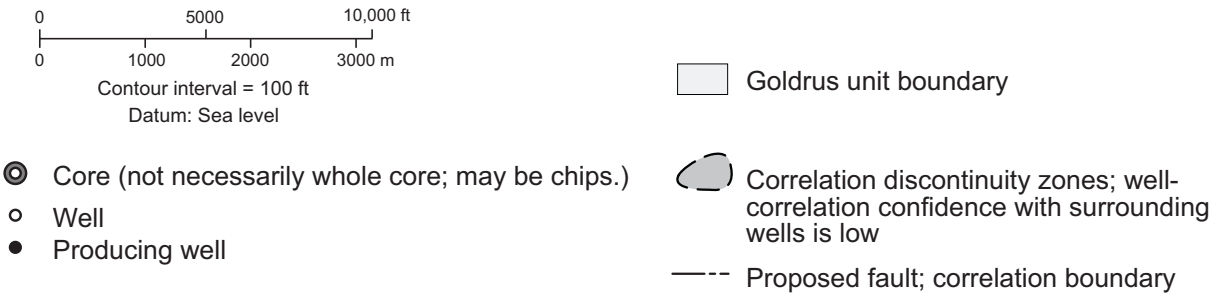 0 5000 10,000 ft
0 1000 2000 3000 m
Contour interval = 100 ft
Datum: Sea level
Core (not necessarily whole core; may be chips.)
Well
Producing well
Goldrus unit boundary
Correlation discontinuity zones; well-
correlation confidence with surrounding
wells is low
Proposed fault; correlation boundary